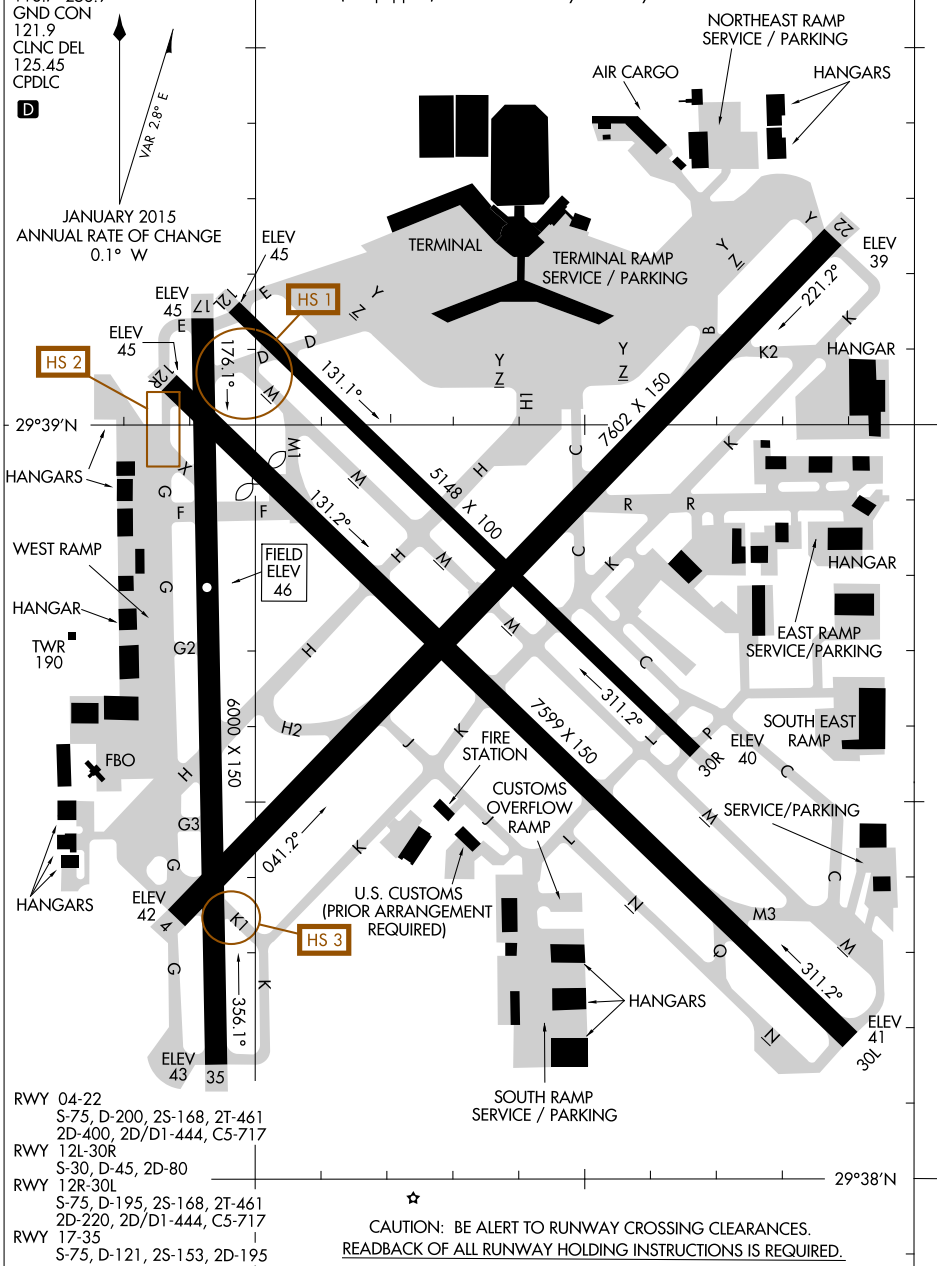 GND CON
121.9
CLNC DEL
125.45
CPDLC
D
VAR 2.8° E
JANUARY 2015
ANNUAL RATE OF CHANGE
0.1° W
NORTHEAST RAMP
SERVICE / PARKING
AIR CARGO
HANGARS
TERMINAL
TERMINAL RAMP
SERVICE / PARKING
ELEV
45
ELEV
45
ELEV
45
ELEV
39
22
Y
Y
Z
12L
E
17
E
12R
HS 1
HS 2
Y
Z
D
D
M
176.1°
131.1°
Y
Z
Y
Z
H
B
221.2°
K
K2
HANGAR
29°39'N
HANGARS
X
G
M1
M
H
5148 X 100
7602 X 150
C
K
F
F
131.2°
R
R
WEST RAMP
FIELD
ELEV
46
H
M
C
K
HANGAR
G
HANGAR
TWR
190
G2
H
M
C
EAST RAMP
SERVICE/PARKING
6000 X 150
H2
J
K
311.2°
7599 X 150
L
P
30R
ELEV
40
SOUTH EAST
RAMP
FBO
H
FIRE
STATION
CUSTOMS
OVERFLOW
RAMP
C
SERVICE/PARKING
G3
041.2°
K
J
L
M
HANGARS
G
ELEV
42
4
K1
HS 3
U.S. CUSTOMS
(PRIOR ARRANGEMENT
REQUIRED)
N
C
M3
Q
M
G
356.1°
K
HANGARS
311.2°
N
ELEV
41
30L
ELEV
43
35
SOUTH RAMP
SERVICE / PARKING
RWY 04-22
S-75, D-200, 2S-168, 2T-461
2D-400, 2D/D1-444, C5-717
RWY 12L-30R
S-30, D-45, 2D-80
RWY 12R-30L
S-75, D-195, 2S-168, 2T-461
2D-220, 2D/D1-444, C5-717
RWY 17-35
S-75, D-121, 2S-153, 2D-195
29°38'N
CAUTION: BE ALERT TO RUNWAY CROSSING CLEARANCES.
READBACK OF ALL RUNWAY HOLDING INSTRUCTIONS IS REQUIRED.